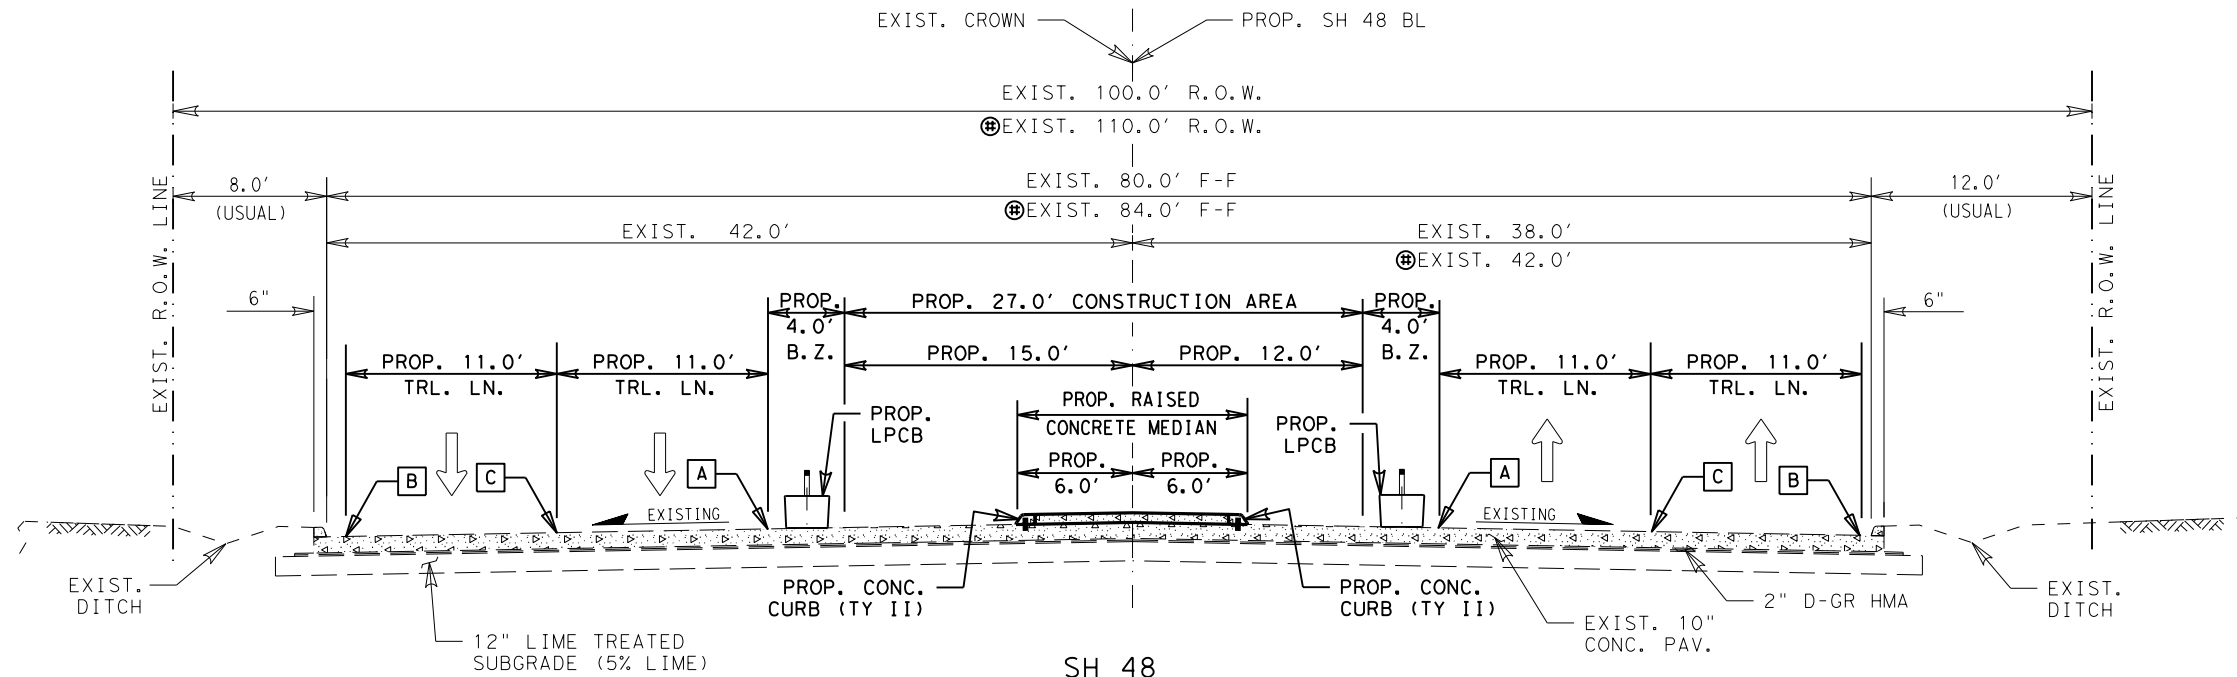 EXIST. CROWN
PROP. SH 48 BL
EXIST. 100.0' R.O.W.
⌗EXIST. 110.0' R.O.W.
EXIST. R.O.W. LINE
8.0'
(USUAL)
EXIST. 80.0' F-F
⌗EXIST. 84.0' F-F
12.0'
(USUAL)
EXIST. R.O.W. LINE
EXIST. 42.0'
EXIST. 38.0'
⌗EXIST. 42.0'
6"
PROP.
4.0'
B.Z.
PROP. 27.0' CONSTRUCTION AREA
PROP.
4.0'
B.Z.
6"
PROP. 15.0'
PROP. 12.0'
PROP. 11.0'
TRL. LN.
PROP. 11.0'
TRL. LN.
PROP. 11.0'
TRL. LN.
PROP. 11.0'
TRL. LN.
PROP. RAISED
CONCRETE MEDIAN
PROP.
LPCB
PROP.
LPCB
PROP.
6.0'
PROP.
6.0'
B
C
A
A
C
B
EXISTING
EXISTING
EXIST.
DITCH
PROP. CONC.
CURB (TY II)
PROP. CONC.
CURB (TY II)
EXIST.
DITCH
2" D-GR HMA
EXIST. 10"
CONC. PAV.
12" LIME TREATED
SUBGRADE (5% LIME)
SH 48